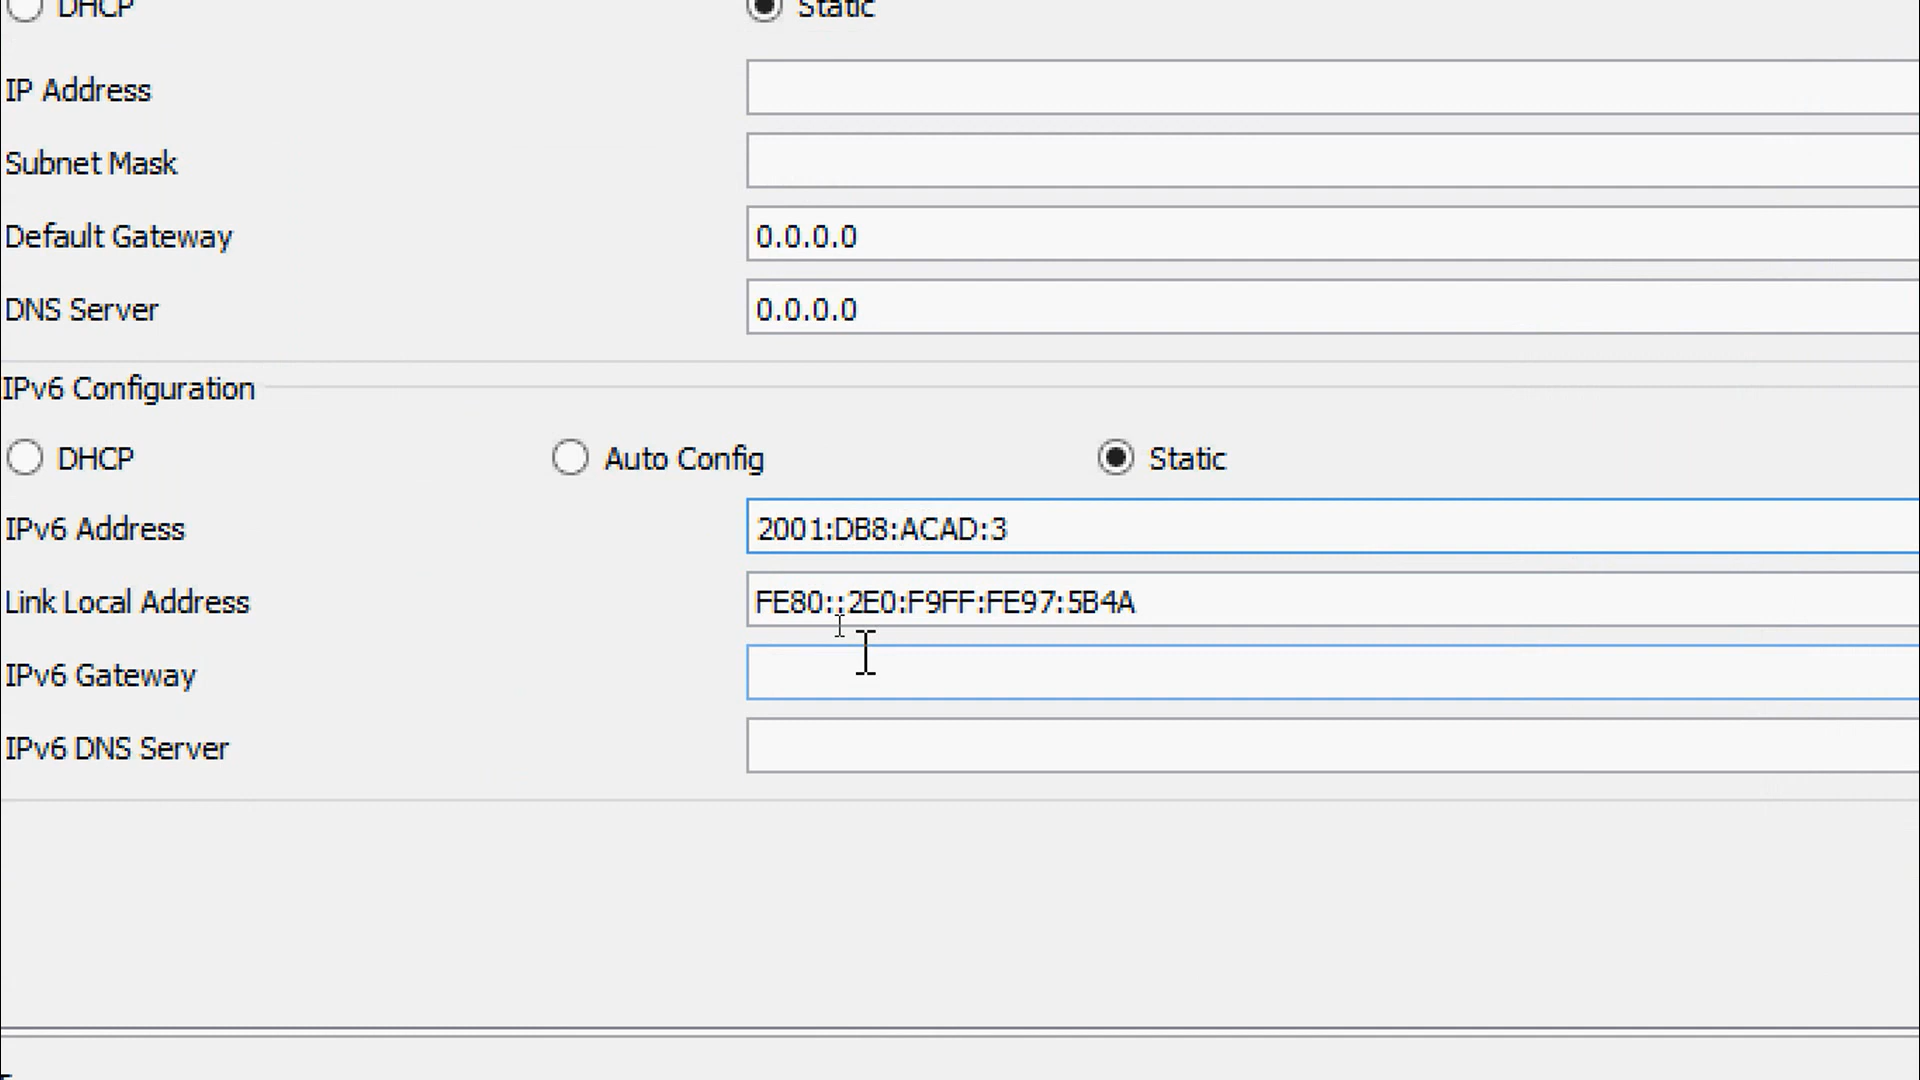 DHCP Static
IP Address
Subnet Mask
Default Gateway 0.0.0.0
DNS Server 0.0.0.0
IPv6 Configuration
DHCP Auto Config Static
IPv6 Address 2001:DB8:ACAD:3
Link Local Address FE80::2E0:F9FF:FE97:5B4A
IPv6 Gateway
IPv6 DNS Server